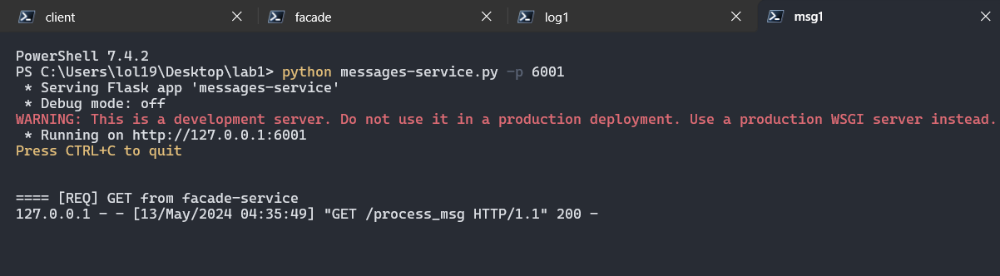 client facade log1 msg1
PowerShell 7.4.2
PS C:\Users\lol19\Desktop\lab1> python messages-service.py -p 6001
 * Serving Flask app 'messages-service'
 * Debug mode: off
WARNING: This is a development server. Do not use it in a production deployment. Use a production WSGI server instead.
 * Running on http://127.0.0.1:6001
Press CTRL+C to quit
==== [REQ] GET from facade-service
127.0.0.1 - - [13/May/2024 04:35:49] "GET /process_msg HTTP/1.1" 200 -